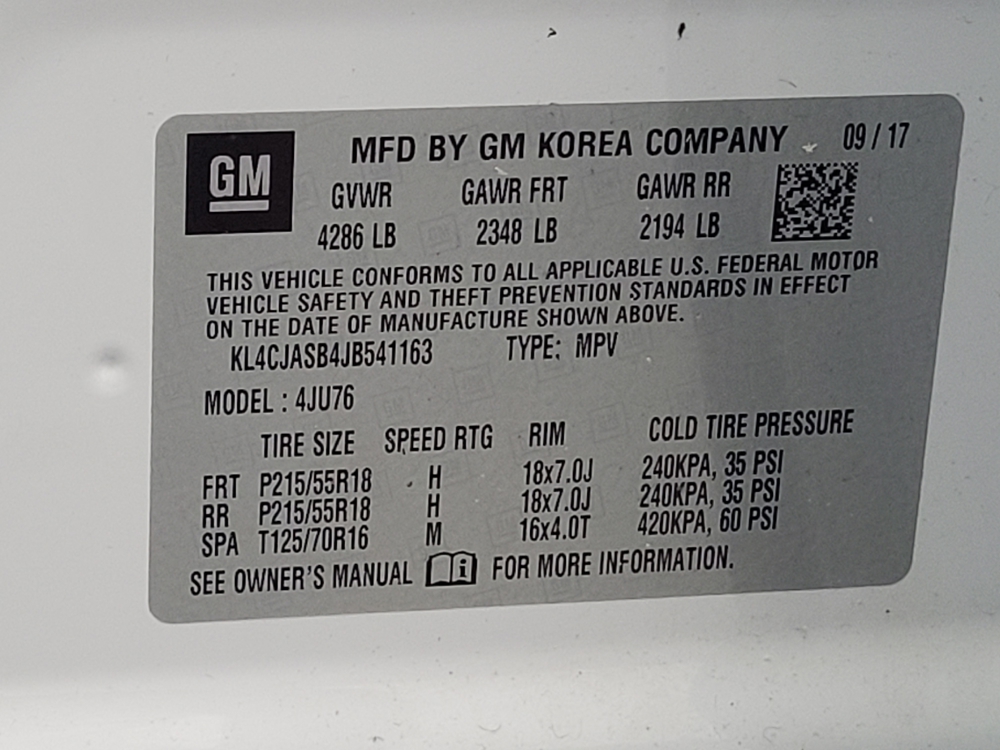 GM
MFD BY GM KOREA COMPANY 09 / 17
GVWR GAWR FRT GAWR RR
4286 LB 2348 LB 2194 LB
THIS VEHICLE CONFORMS TO ALL APPLICABLE U.S. FEDERAL MOTOR
VEHICLE SAFETY AND THEFT PREVENTION STANDARDS IN EFFECT
ON THE DATE OF MANUFACTURE SHOWN ABOVE.
KL4CJASB4JB541163 TYPE: MPV
MODEL : 4JU76
TIRE SIZE SPEED RTG RIM COLD TIRE PRESSURE
FRT P215/55R18 H 18x7.0J 240KPA, 35 PSI
RR P215/55R18 H 18x7.0J 240KPA, 35 PSI
SPA T125/70R16 M 16x4.0T 420KPA, 60 PSI
SEE OWNER'S MANUAL i FOR MORE INFORMATION.